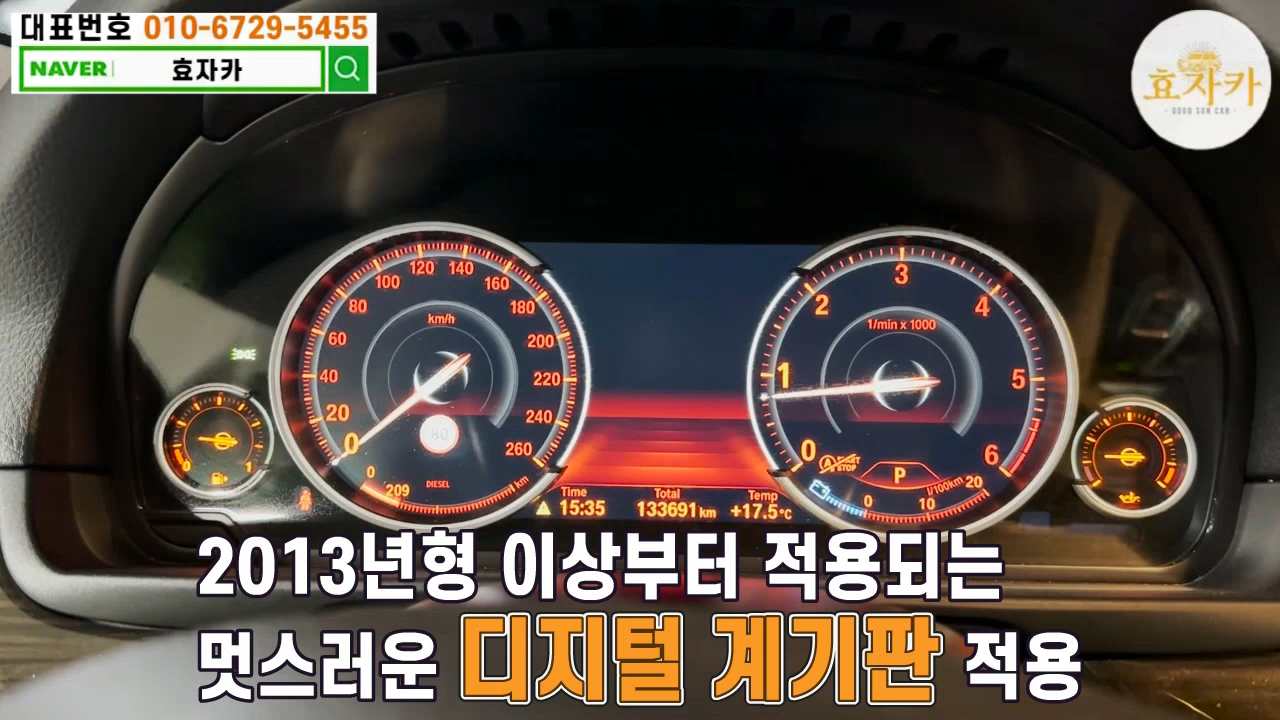 대표번호 010-6729-5455
NAVER 효자카
효자카
- GOOD SON CAR -
km/h
0 20 40 60 80 100 120 140 160 180 200 220 240 260
80
0 209 km
DIESEL
1/min x 1000
0 1 2 3 4 5 6
START
STOP
P
l/100km
0 10 20
0 1
Time
15:35
Total
133691 km
Temp
+17.5°C
2013년형 이상부터 적용되는
멋스러운 디지털 계기판 적용